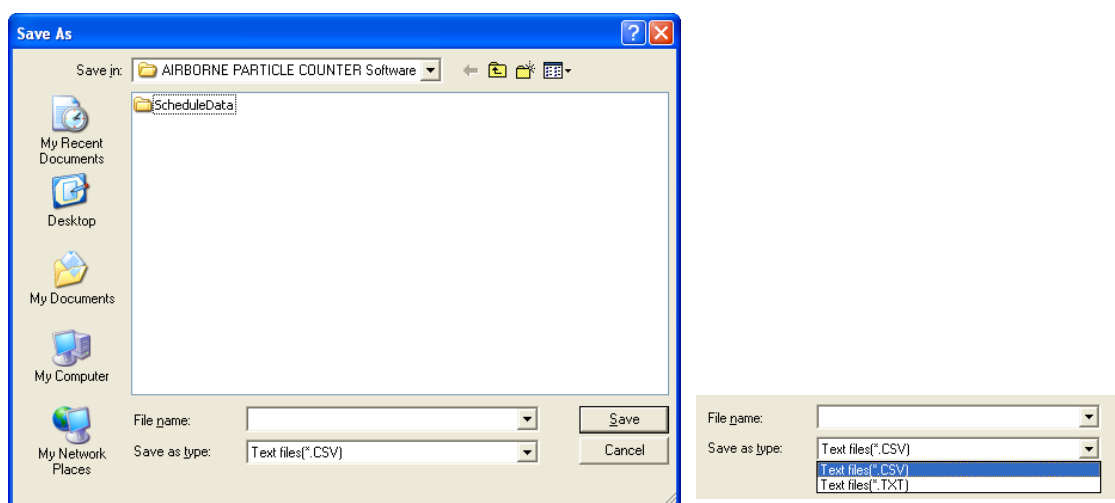 Save As
Save in: AIRBORNE PARTICLE COUNTER Software
ScheduleData
My Recent
Documents
Desktop
My Documents
My Computer
My Network
Places
File name:
Save
Save as type: Text files(*.CSV)
Cancel
File name:
Save as type: Text files(*.CSV)
Text files(*.CSV)
Text files(*.TXT)